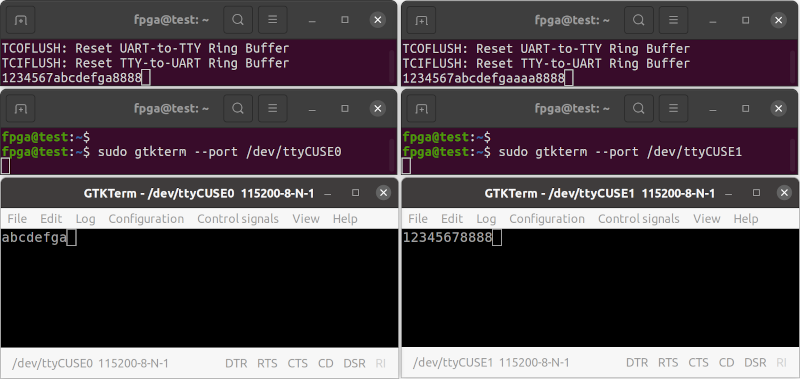 fpga@test: ~
TCOFLUSH: Reset UART-to-TTY Ring Buffer
TCIFLUSH: Reset TTY-to-UART Ring Buffer
1234567abcdefga8888
fpga@test: ~
fpga@test:~$
fpga@test:~$ sudo gtkterm --port /dev/ttyCUSE0
GTKTerm - /dev/ttyCUSE0 115200-8-N-1
File Edit Log Configuration Control signals View Help
abcdefga
/dev/ttyCUSE0 115200-8-N-1 DTR RTS CTS CD DSR RI
fpga@test: ~
TCOFLUSH: Reset UART-to-TTY Ring Buffer
TCIFLUSH: Reset TTY-to-UART Ring Buffer
1234567abcdefgaaaa8888
fpga@test: ~
fpga@test:~$
fpga@test:~$ sudo gtkterm --port /dev/ttyCUSE1
GTKTerm - /dev/ttyCUSE1 115200-8-N-1
File Edit Log Configuration Control signals View Help
12345678888
/dev/ttyCUSE1 115200-8-N-1 DTR RTS CTS CD DSR RI